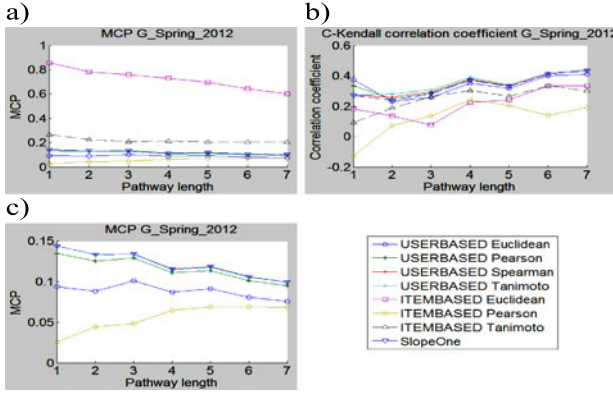 a)
MCP G_Spring_2012
MCP
1
0.8
0.6
0.4
0.2
0
1 2 3 4 5 6 7
Pathway length
b)
C-Kendall correlation coefficient G_Spring_2012
Correlation coefficient
0.6
0.4
0.2
0
-0.2
1 2 3 4 5 6 7
Pathway length
c)
MCP G_Spring_2012
MCP
0.15
0.1
0.05
0
1 2 3 4 5 6 7
Pathway length
USERBASED Euclidean
USERBASED Pearson
USERBASED Spearman
USERBASED Tanimoto
ITEMBASED Euclidean
ITEMBASED Pearson
ITEMBASED Tanimoto
SlopeOne